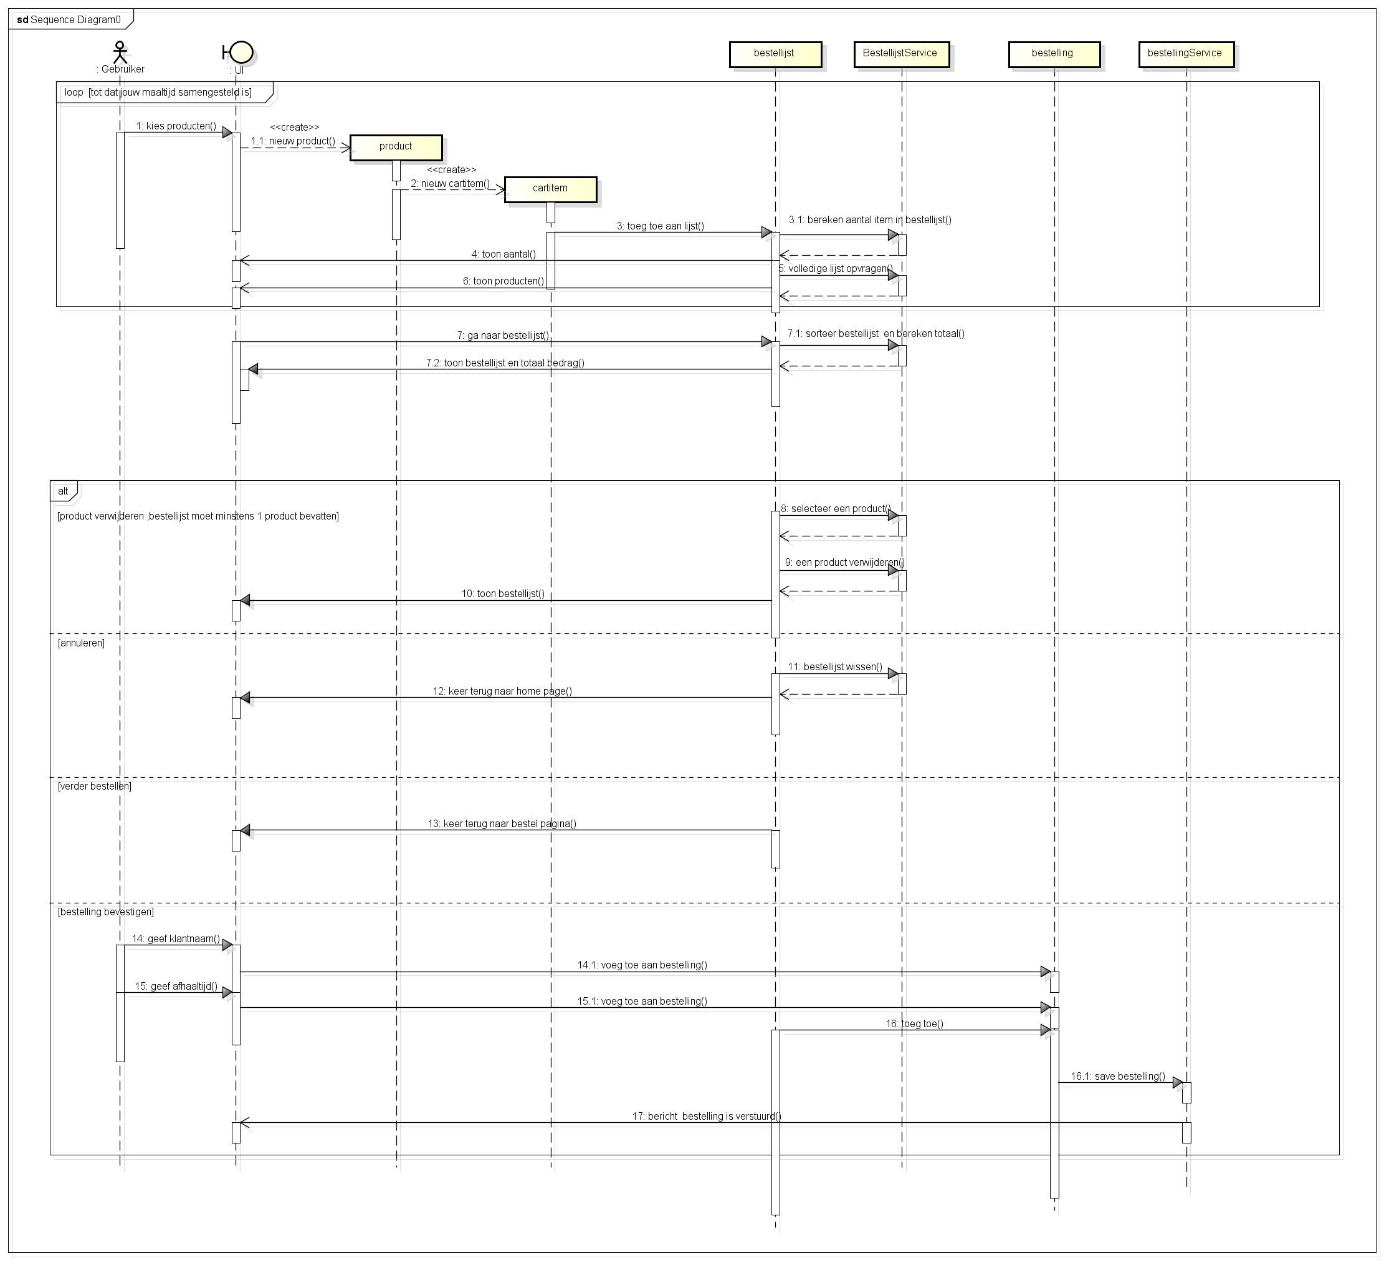 sd Sequence Diagram0
: Gebruiker
: UI
bestellijst
BestellijstService
bestelling
bestellingService
loop [tot dat jouw maaltijd samengesteld is]
1: kies producten()
<<create>>
1.1: nieuw product()
product
<<create>>
2: nieuw cartitem()
cartitem
3: toeg toe aan lijst()
3.1: bereken aantal item in bestellijst()
4: toon aantal()
5: volledige lijst opvragen()
6: toon producten()
7: ga naar bestellijst()
7.1: sorteer bestellijst en bereken totaal()
7.2: toon bestellijst en totaal bedrag()
alt
[product verwijderen ;bestellijst moet minstens 1 product bevatten]
8: selecteer een product()
9: een product verwijderen()
10: toon bestellijst()
[annuleren]
11: bestellijst wissen()
12: keer terug naar home page()
[verder bestellen]
13: keer terug naar bestel pagina()
[bestelling bevestigen]
14: geef klantnaam()
14.1: voeg toe aan bestelling()
15: geef afhaaltijd()
15.1: voeg toe aan bestelling()
16: toeg toe()
16.1: save bestelling()
17: bericht bestelling is verstuurd()